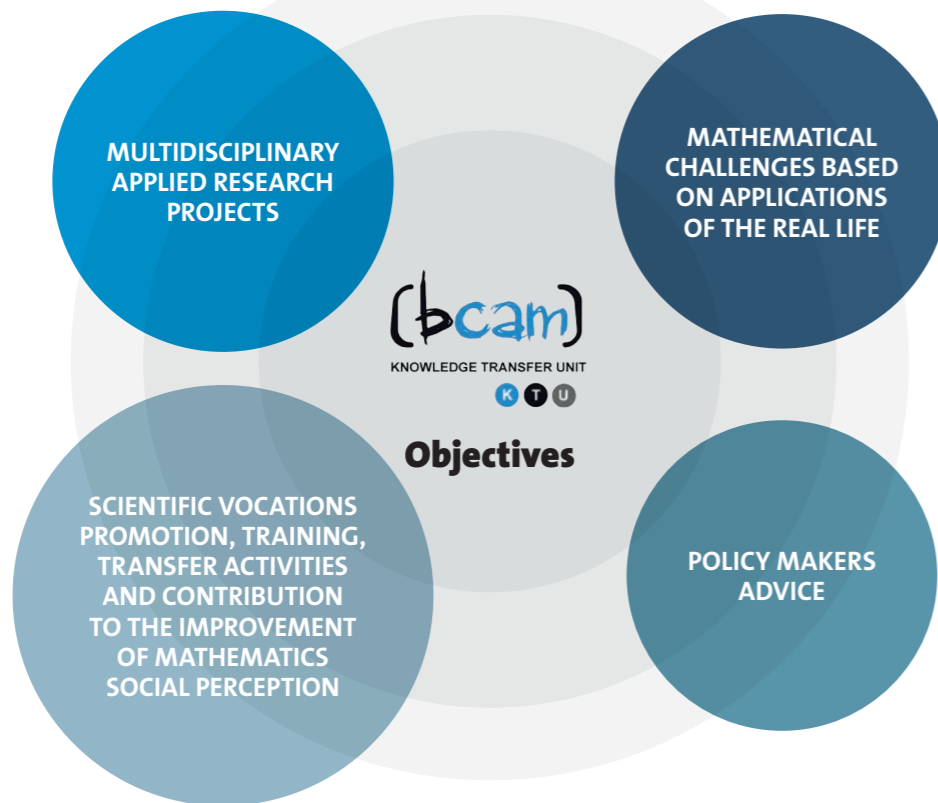 MULTIDISCIPLINARY
APPLIED RESEARCH
PROJECTS
MATHEMATICAL
CHALLENGES BASED
ON APPLICATIONS
OF THE REAL LIFE
(bcam)
KNOWLEDGE TRANSFER UNIT
K T U
Objectives
SCIENTIFIC VOCATIONS
PROMOTION, TRAINING,
TRANSFER ACTIVITIES
AND CONTRIBUTION
TO THE IMPROVEMENT
OF MATHEMATICS
SOCIAL PERCEPTION
POLICY MAKERS
ADVICE